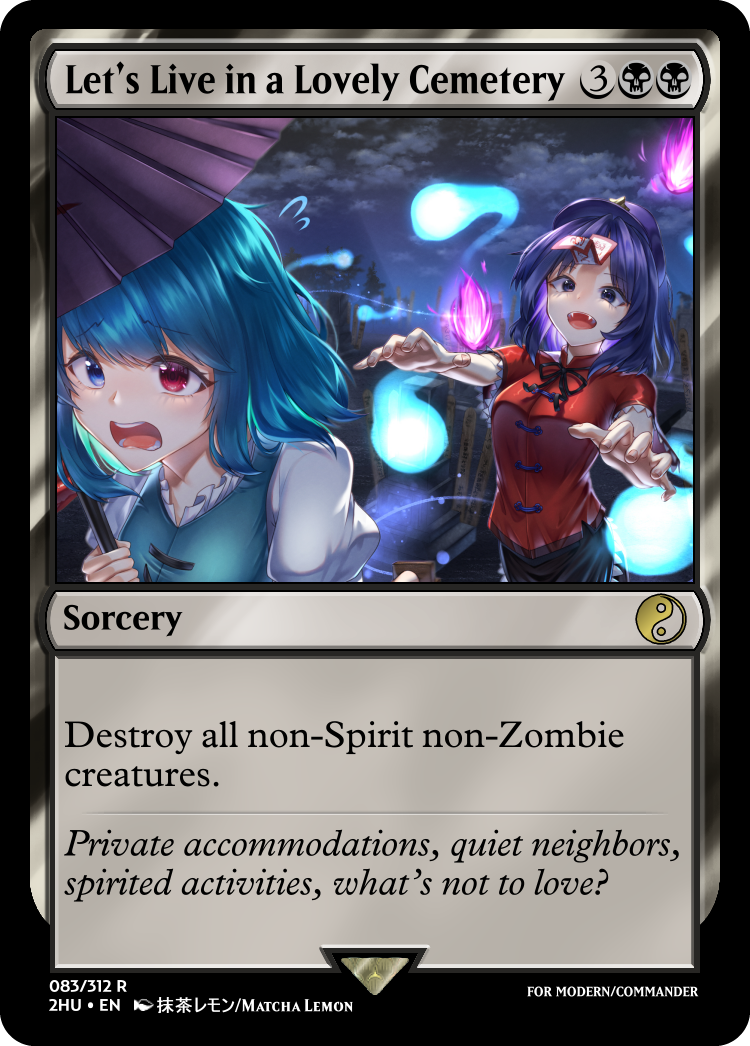 Let's Live in a Lovely Cemetery 3
Sorcery
Destroy all non-Spirit non-Zombie
creatures.
Private accommodations, quiet neighbors,
spirited activities, what's not to love?
083/312 R
2HU • EN 抹茶レモン/Matcha Lemon
FOR MODERN/COMMANDER